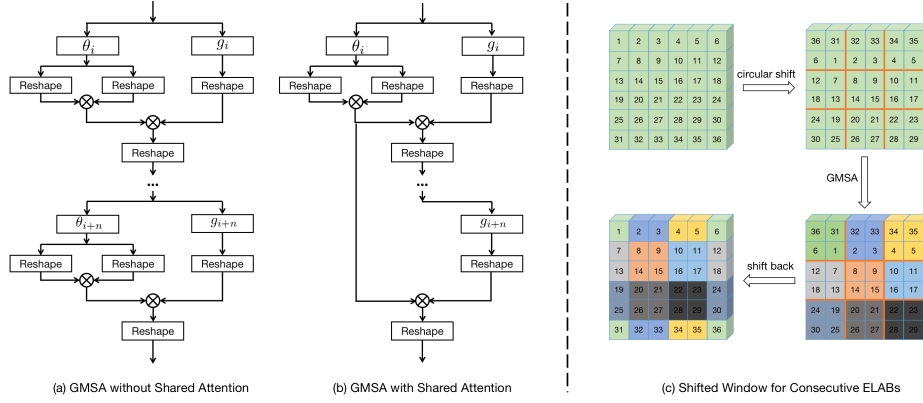 θi
gi
Reshape
Reshape
Reshape
Reshape
...
θi+n
gi+n
Reshape
Reshape
Reshape
Reshape
(a) GMSA without Shared Attention
θi
gi
Reshape
Reshape
Reshape
Reshape
...
gi+n
Reshape
Reshape
(b) GMSA with Shared Attention
1 2 3 4 5 6
7 8 9 10 11 12
13 14 15 16 17 18
19 20 21 22 23 24
25 26 27 28 29 30
31 32 33 34 35 36
circular shift
36 31 32 33 34 35
6 1 2 3 4 5
12 7 8 9 10 11
18 13 14 15 16 17
24 19 20 21 22 23
30 25 26 27 28 29
GMSA
36 31 32 33 34 35
6 1 2 3 4 5
12 7 8 9 10 11
18 13 14 15 16 17
24 19 20 21 22 23
30 25 26 27 28 29
shift back
1 2 3 4 5 6
7 8 9 10 11 12
13 14 15 16 17 18
19 20 21 22 23 24
25 26 27 28 29 30
31 32 33 34 35 36
(c) Shifted Window for Consecutive ELABs